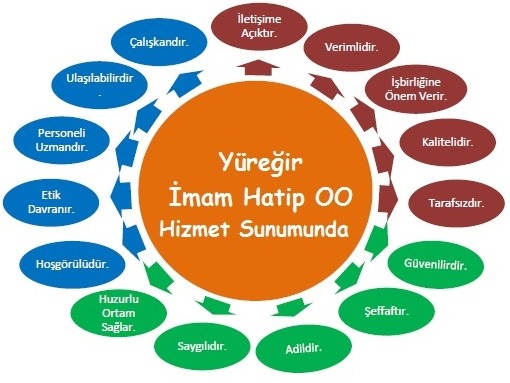 Yüreğir
İmam Hatip OO
Hizmet Sunumunda
İletişime
Açıktır.
Verimlidir.
İşbirliğine
Önem Verir.
Kalitelidir.
Tarafsızdır.
Güvenilirdir.
Şeffaftır.
Adildir.
Saygılıdır.
Huzurlu
Ortam
Sağlar.
Hoşgörülüdür.
Etik
Davranır.
Personeli
Uzmandır.
Ulaşılabilirdir
.
Çalışkandır.